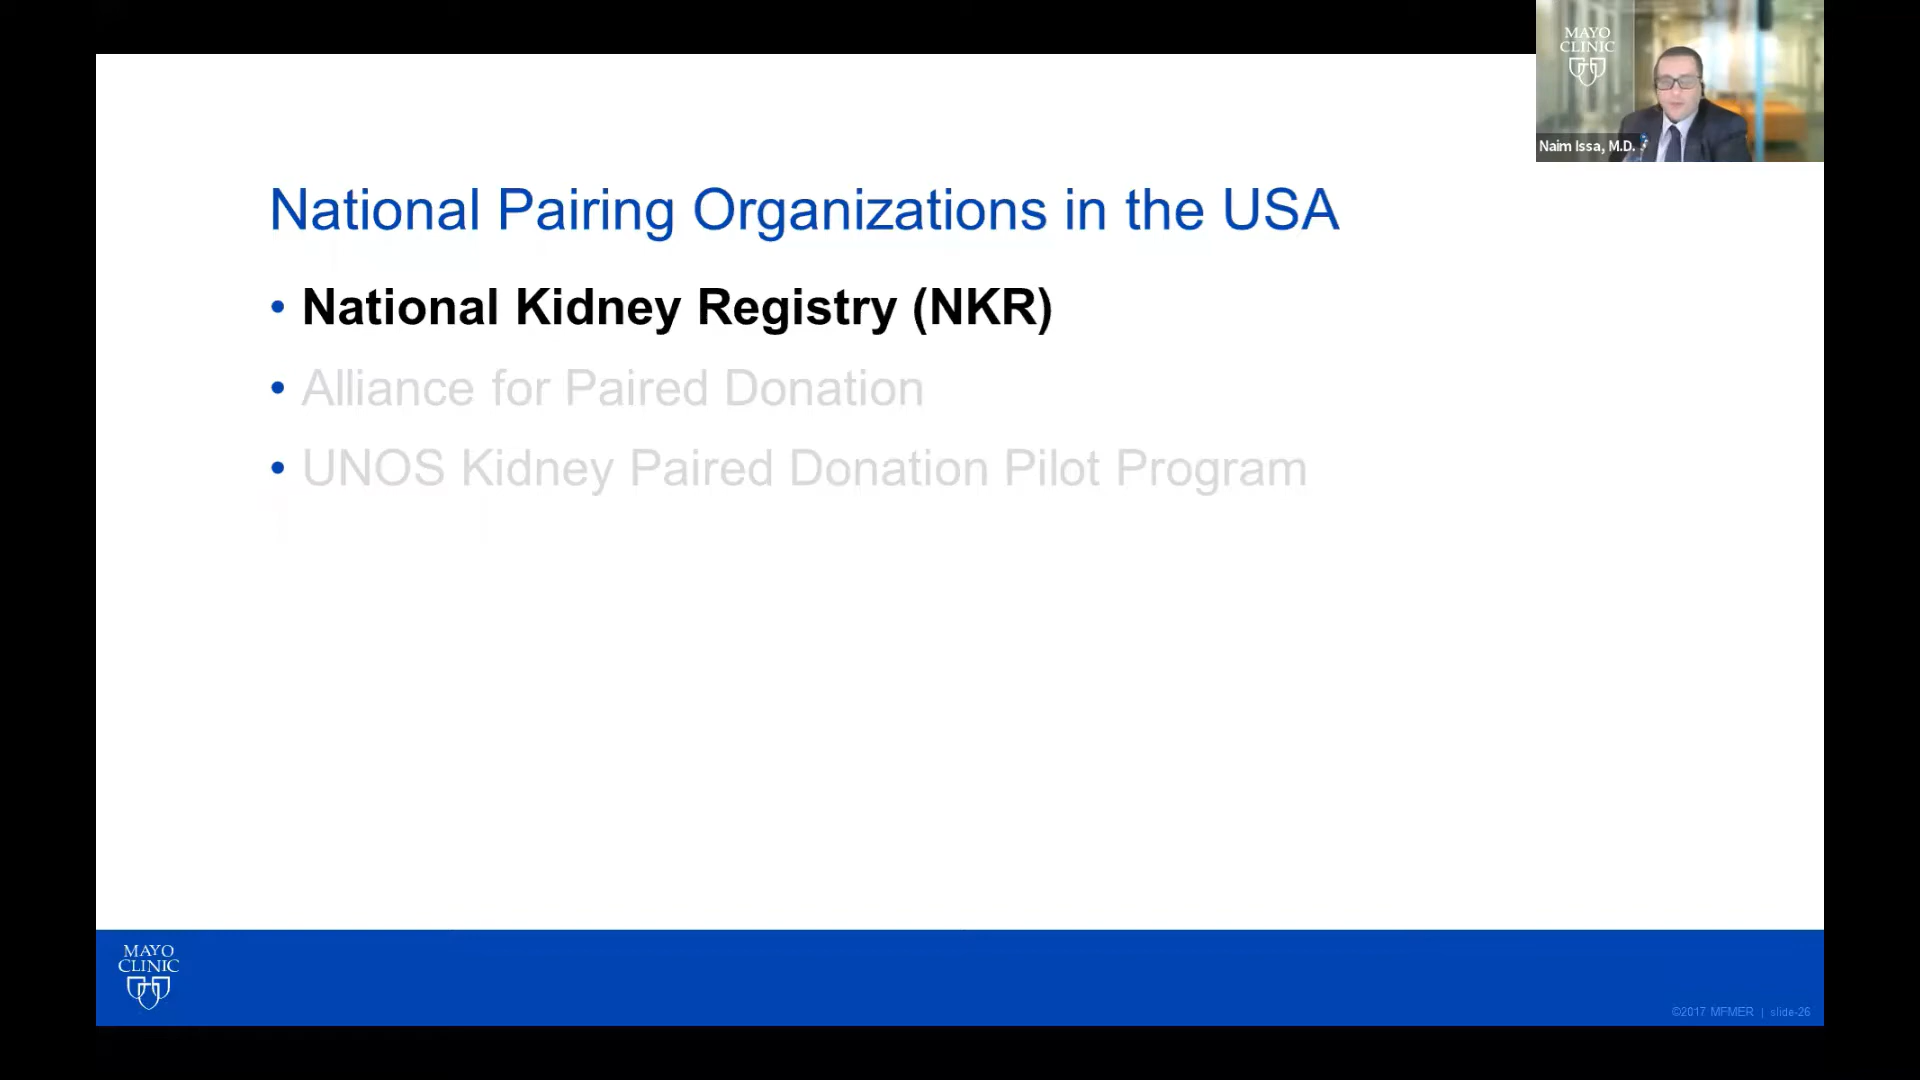 MAYO
CLINIC
Naim Issa, M.D.
National Pairing Organizations in the USA
• National Kidney Registry (NKR)
• Alliance for Paired Donation
• UNOS Kidney Paired Donation Pilot Program
MAYO
CLINIC
©2017 MFMER | slide-26